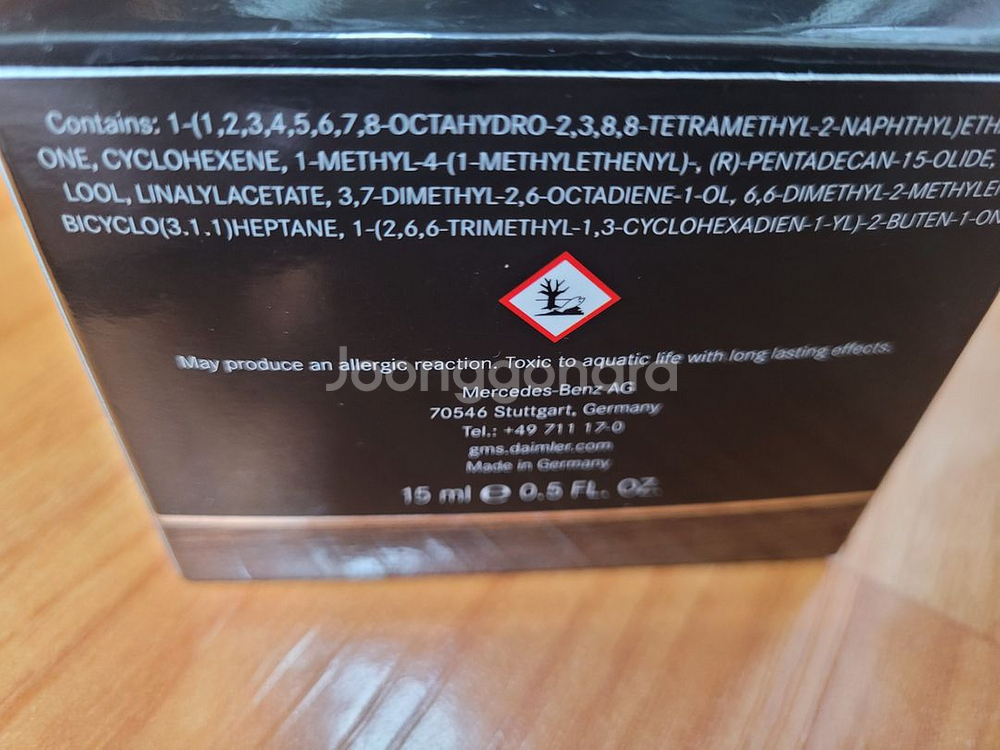 Contains: 1-(1,2,3,4,5,6,7,8-OCTAHYDRO-2,3,8,8-TETRAMETHYL-2-NAPHTHYL)ETH
ONE, CYCLOHEXENE, 1-METHYL-4-(1-METHYLETHENYL)-, (R)-PENTADECAN-15-OLIDE,
LOOL, LINALYLACETATE, 3,7-DIMETHYL-2,6-OCTADIENE-1-OL, 6,6-DIMETHYL-2-METHYLE
BICYCLO(3.1.1)HEPTANE, 1-(2,6,6-TRIMETHYL-1,3-CYCLOHEXADIEN-1-YL)-2-BUTEN-1-ON
May produce an allergic reaction. Toxic to aquatic life with long lasting effects.
Joonggonara
Mercedes-Benz AG
70546 Stuttgart, Germany
Tel.: +49 711 17-0
gms.daimler.com
Made in Germany
15 ml ℮ 0.5 FL. OZ.